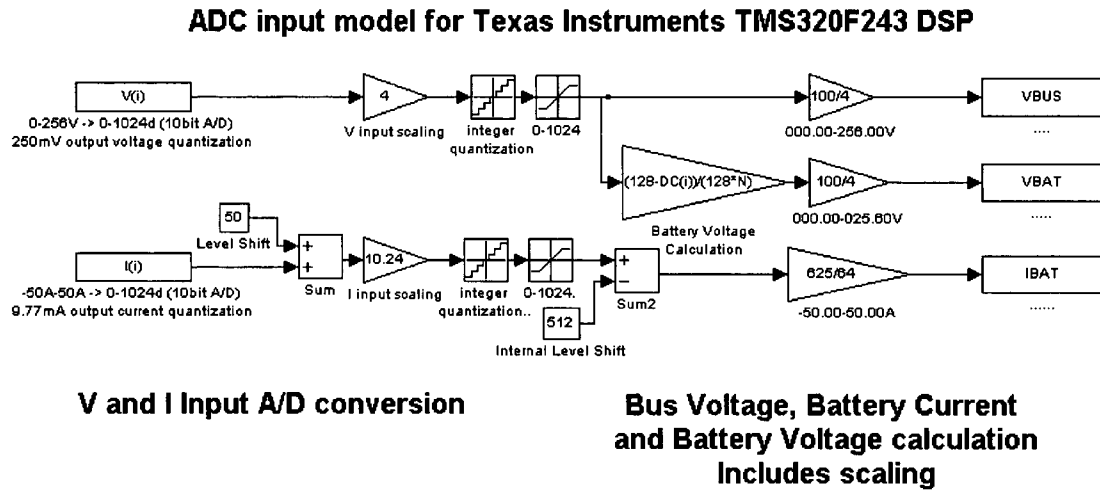 ADC input model for Texas Instruments TMS320F243 DSP
V(i)
0-256V -> 0-1024d (10bit A/D)
250mV output voltage quantization
4
V input scaling
integer
quantization
0-1024
100/4
000.00-256.00V
VBUS
....
(128-DC(i))/(128*N)
Battery Voltage
Calculation
100/4
000.00-025.60V
VBAT
.....
50
Level Shift
I(i)
-50A-50A -> 0-1024d (10bit A/D)
9.77mA output current quantization
+
+
Sum
10.24
I input scaling
integer
quantization..
0-1024.
512
Internal Level Shift
+
−
Sum2
625/64
-50.00-50.00A
IBAT
......
V and I Input A/D conversion
Bus Voltage, Battery Current
and Battery Voltage calculation
Includes scaling